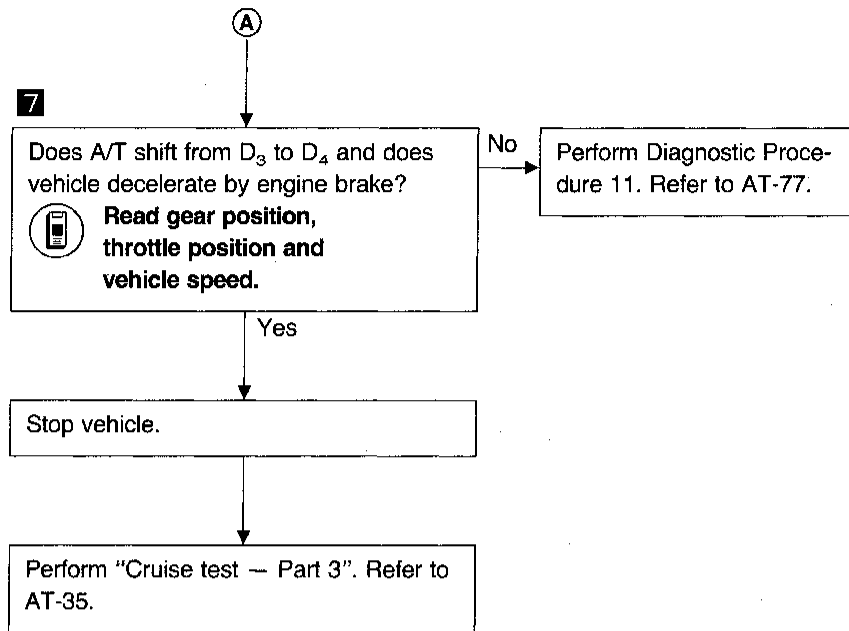 A
7
Does A/T shift from D₃ to D₄ and does
vehicle decelerate by engine brake?
Read gear position,
throttle position and
vehicle speed.
No
Perform Diagnostic Proce-
dure 11. Refer to AT-77.
Yes
Stop vehicle.
Perform “Cruise test — Part 3”. Refer to
AT-35.